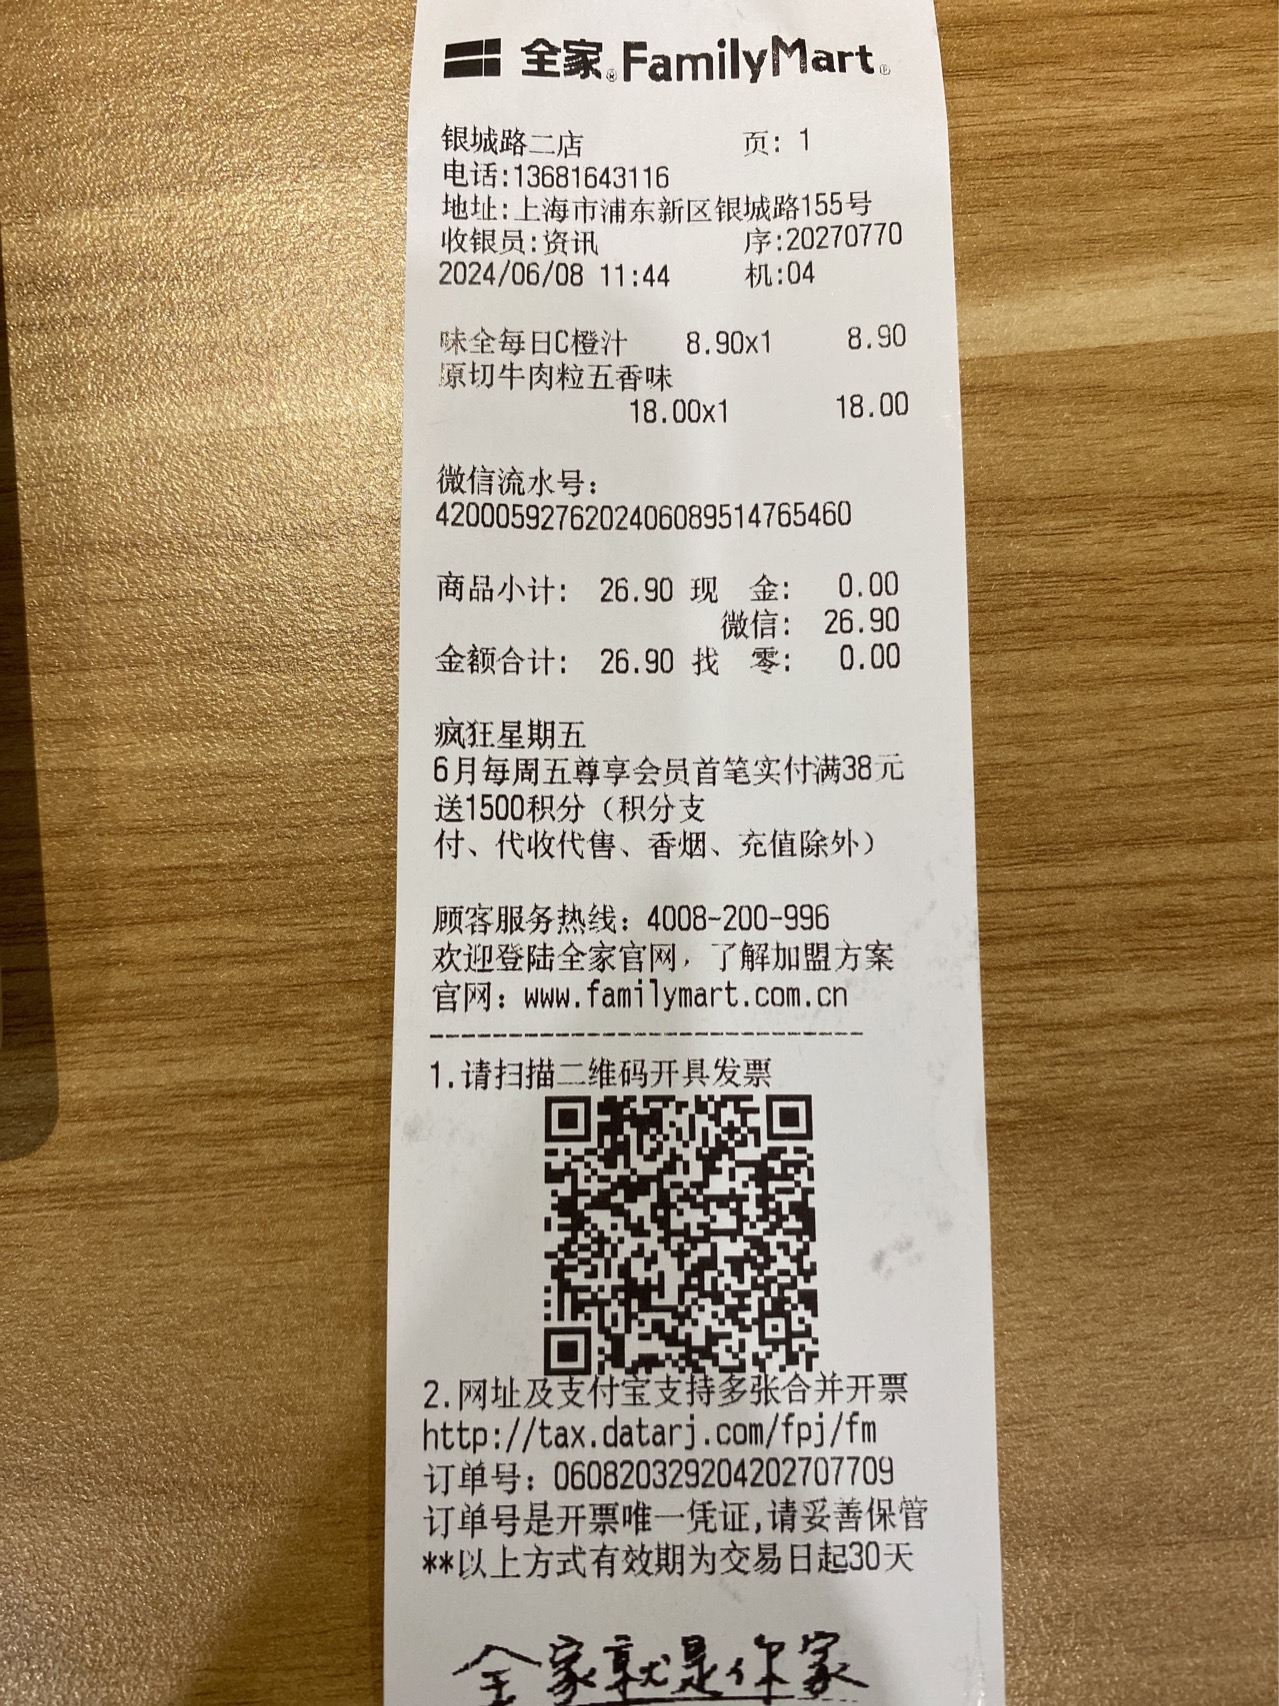 全家 FamilyMart
银城路二店 页: 1
电话:13681643116
地址:上海市浦东新区银城路155号
收银员:资讯 序:20270770
2024/06/08 11:44 机:04
味全每日C橙汁 8.90x1 8.90
原切牛肉粒五香味
18.00x1 18.00
微信流水号:
4200059276202406089514765460
商品小计: 26.90 现 金: 0.00
微信: 26.90
金额合计: 26.90 找 零: 0.00
疯狂星期五
6月每周五尊享会员首笔实付满38元
送1500积分（积分支
付、代收代售、香烟、充值除外）
顾客服务热线：4008-200-996
欢迎登陆全家官网，了解加盟方案
官网：www.familymart.com.cn
1.请扫描二维码开具发票
2.网址及支付宝支持多张合并开票
http://tax.datarj.com/fpj/fm
订单号：060820329204202707709
订单号是开票唯一凭证,请妥善保管
**以上方式有效期为交易日起30天
全家就是你家